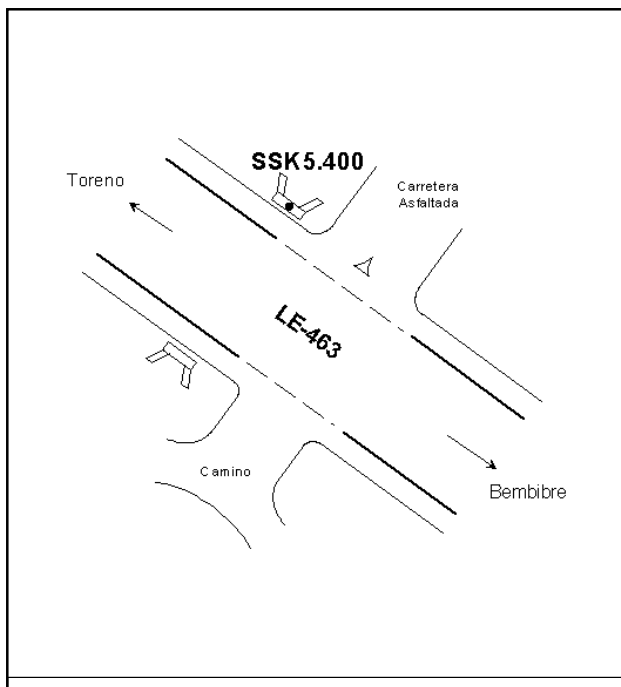 SSK5.400
Toreno
Carretera
Asfaltada
LE-463
Camino
Bembibre